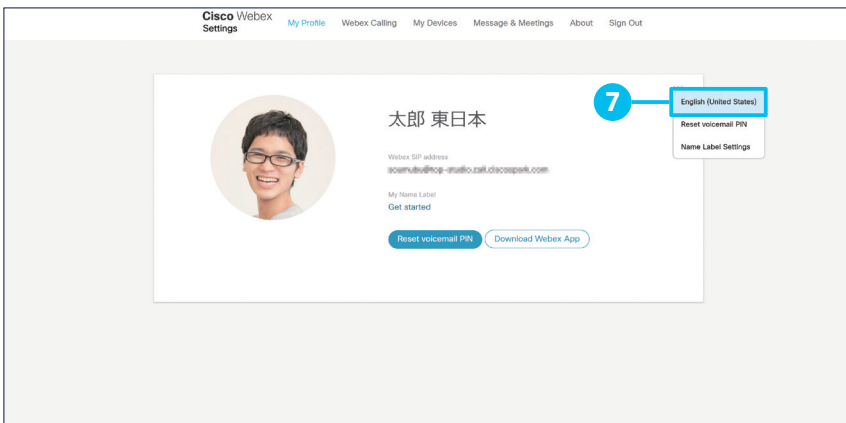 Cisco Webex
Settings
My Profile Webex Calling My Devices Message & Meetings About Sign Out
7
English (United States)
Reset voicemail PIN
Name Label Settings
太郎 東日本
Webex SIP address
My Name Label
Get started
Reset voicemail PIN Download Webex App